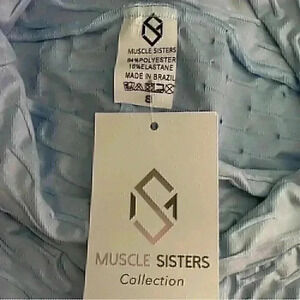 MUSCLE SISTERS
84%POLYESTER
16%ELASTANE
MADE IN BRAZIL
S
MUSCLE SISTERS
Collection